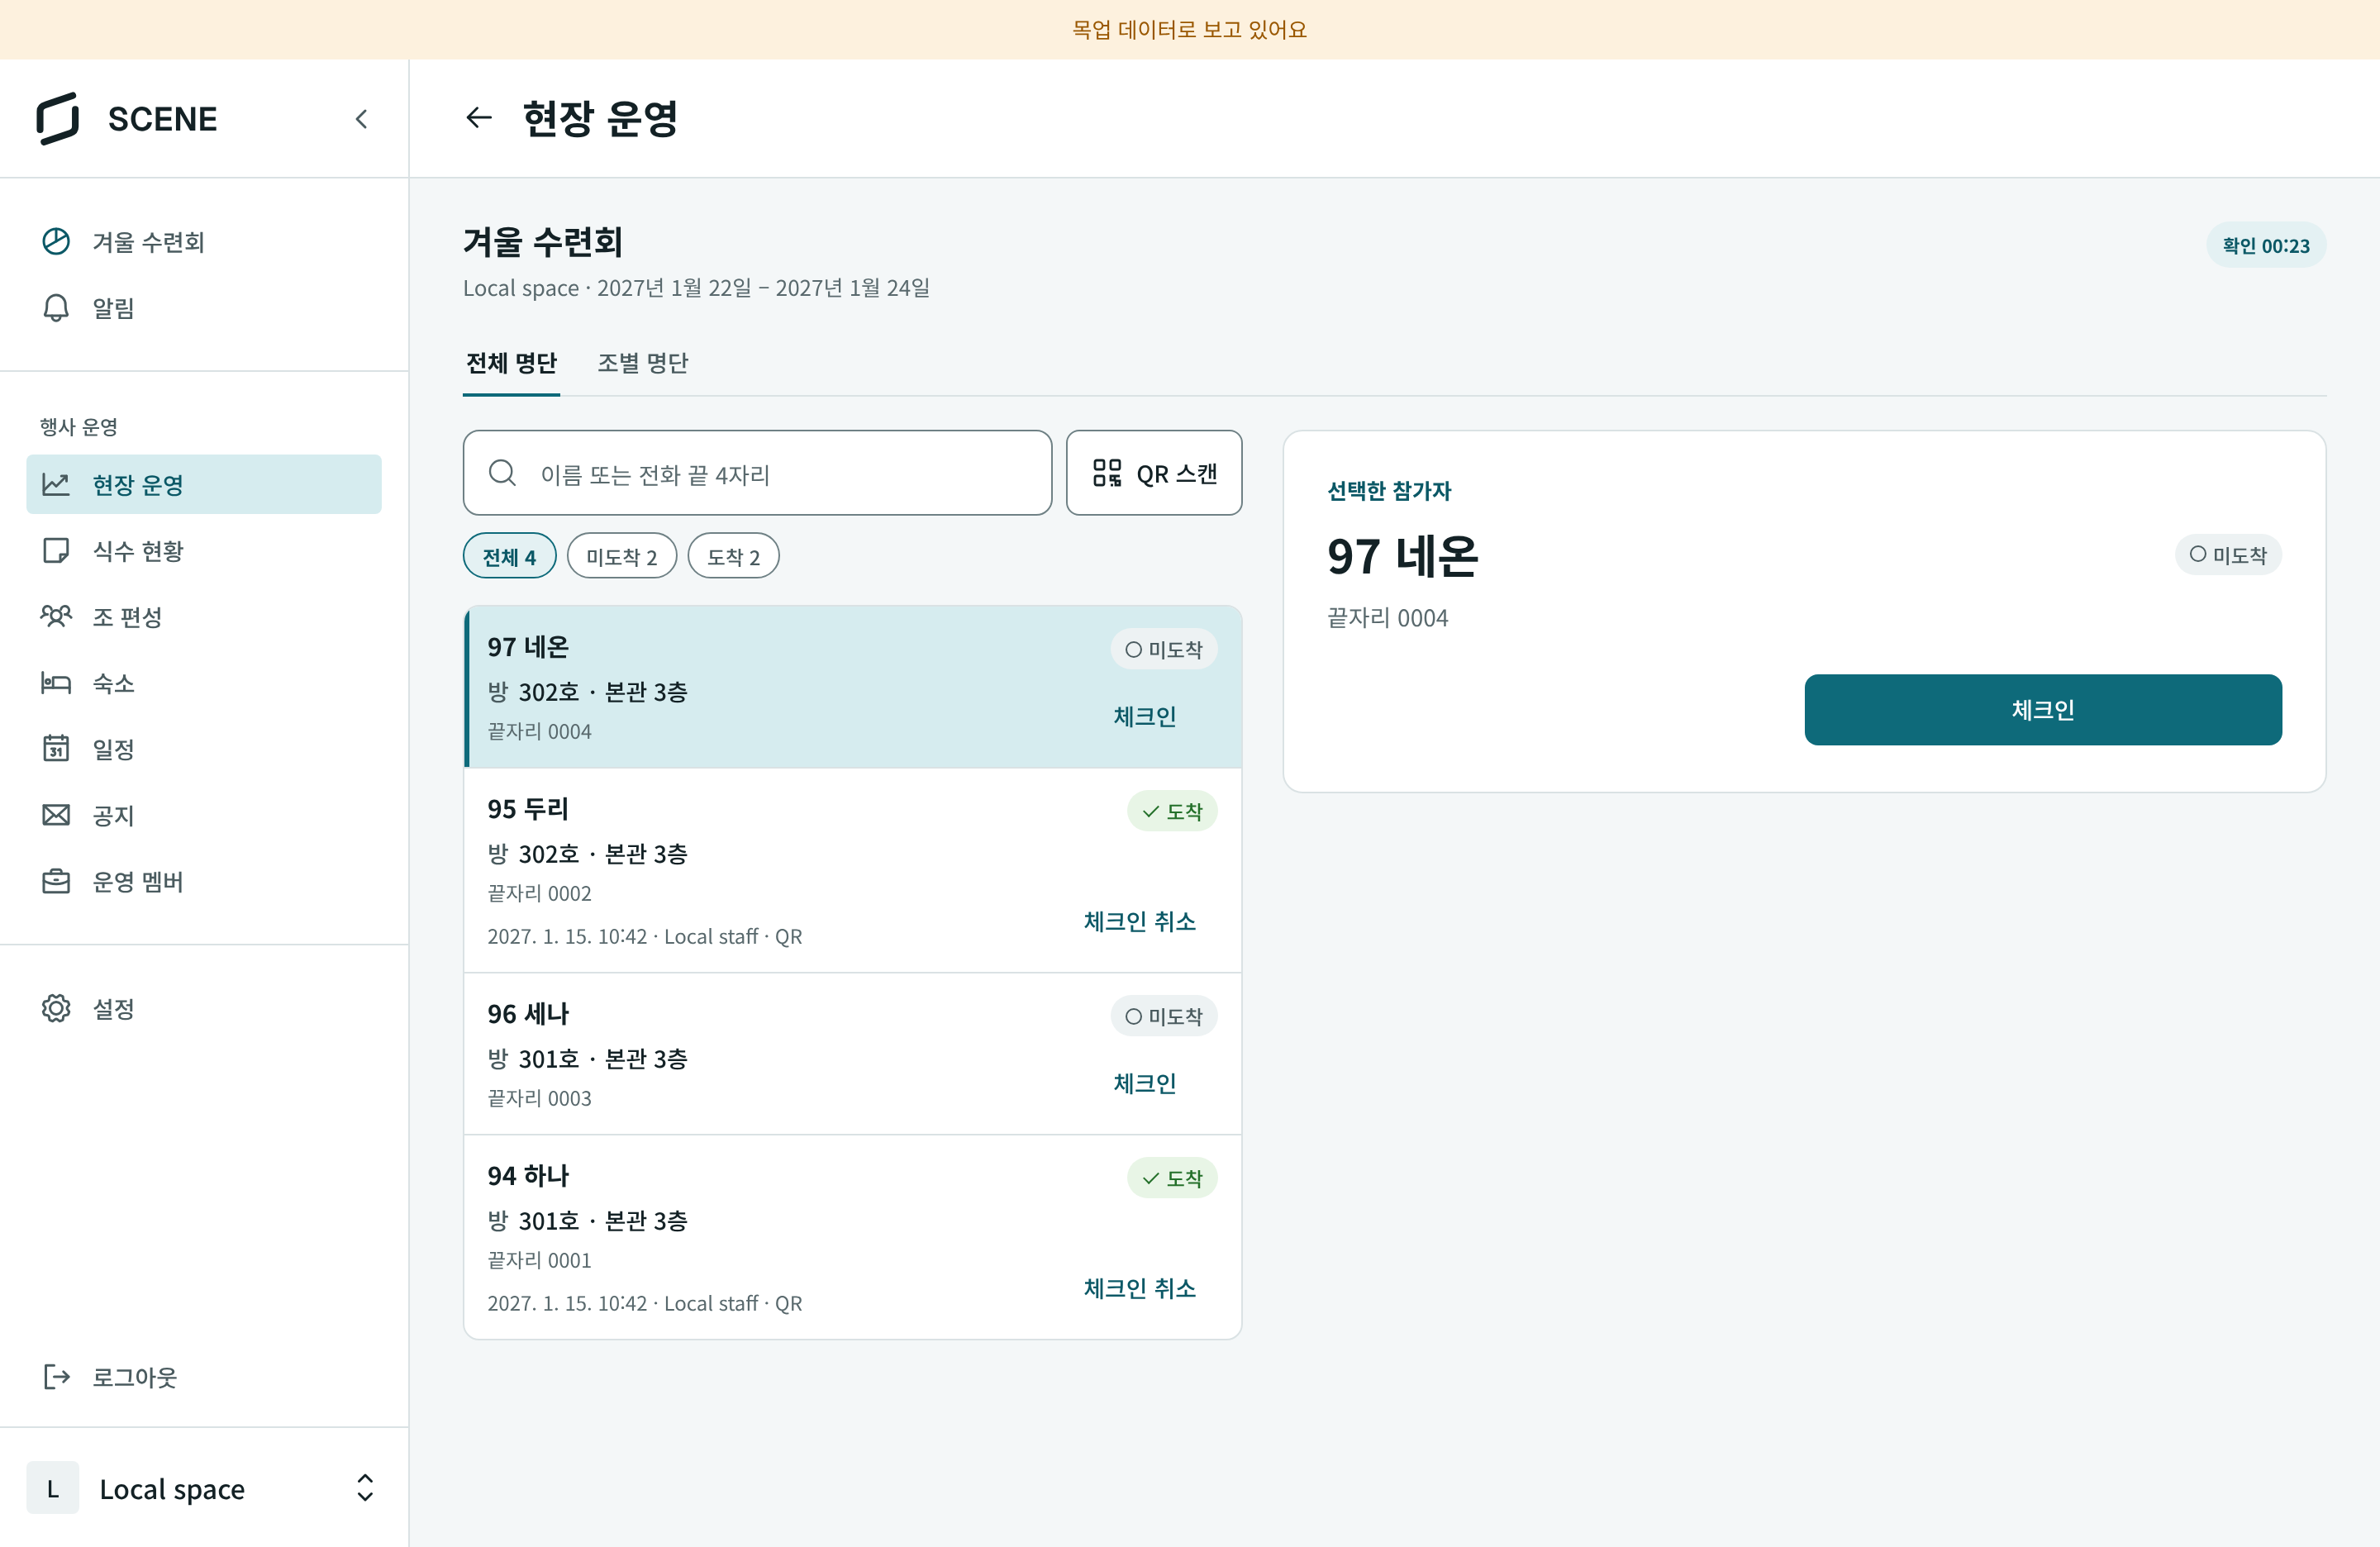 목업 데이터로 보고 있어요
SCENE
현장 운영
겨울 수련회
알림
행사 운영
현장 운영
식수 현황
조 편성
숙소
31
일정
공지
운영 멤버
설정
로그아웃
L
Local space
겨울 수련회
확인 00:23
Local space · 2027년 1월 22일 – 2027년 1월 24일
전체 명단
조별 명단
이름 또는 전화 끝 4자리
QR 스캔
전체 4
미도착 2
도착 2
97 네온
미도착
방 302호 · 본관 3층
체크인
끝자리 0004
95 두리
도착
방 302호 · 본관 3층
끝자리 0002
체크인 취소
2027. 1. 15. 10:42 · Local staff · QR
96 세나
미도착
방 301호 · 본관 3층
체크인
끝자리 0003
94 하나
도착
방 301호 · 본관 3층
끝자리 0001
체크인 취소
2027. 1. 15. 10:42 · Local staff · QR
선택한 참가자
97 네온
미도착
끝자리 0004
체크인